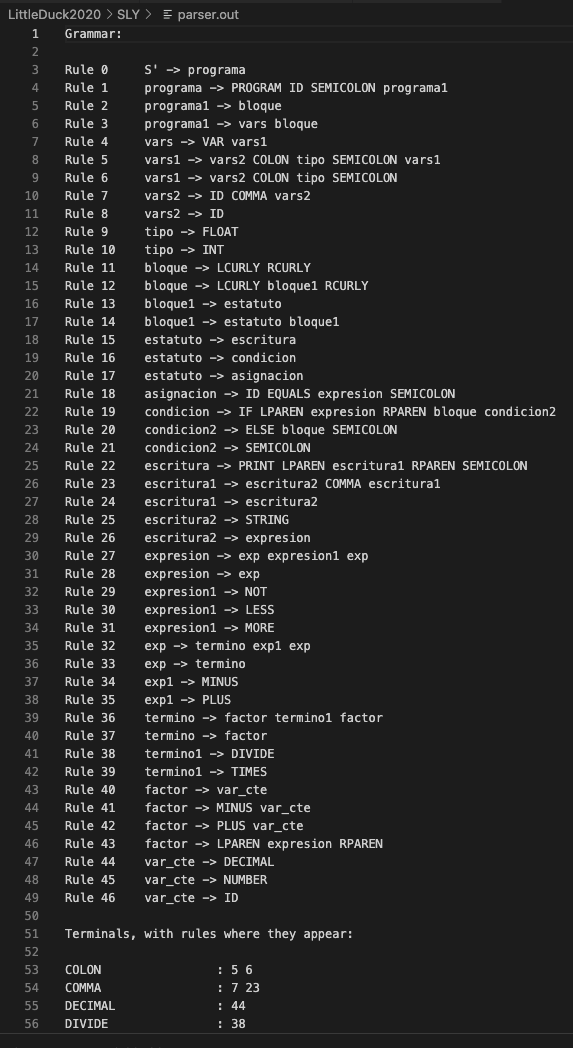 LittleDuck2020 > SLY > parser.out
1 Grammar:
2
3 Rule 0 S' -> programa
4 Rule 1 programa -> PROGRAM ID SEMICOLON programa1
5 Rule 2 programa1 -> bloque
6 Rule 3 programa1 -> vars bloque
7 Rule 4 vars -> VAR vars1
8 Rule 5 vars1 -> vars2 COLON tipo SEMICOLON vars1
9 Rule 6 vars1 -> vars2 COLON tipo SEMICOLON
10 Rule 7 vars2 -> ID COMMA vars2
11 Rule 8 vars2 -> ID
12 Rule 9 tipo -> FLOAT
13 Rule 10 tipo -> INT
14 Rule 11 bloque -> LCURLY RCURLY
15 Rule 12 bloque -> LCURLY bloque1 RCURLY
16 Rule 13 bloque1 -> estatuto
17 Rule 14 bloque1 -> estatuto bloque1
18 Rule 15 estatuto -> escritura
19 Rule 16 estatuto -> condicion
20 Rule 17 estatuto -> asignacion
21 Rule 18 asignacion -> ID EQUALS expresion SEMICOLON
22 Rule 19 condicion -> IF LPAREN expresion RPAREN bloque condicion2
23 Rule 20 condicion2 -> ELSE bloque SEMICOLON
24 Rule 21 condicion2 -> SEMICOLON
25 Rule 22 escritura -> PRINT LPAREN escritura1 RPAREN SEMICOLON
26 Rule 23 escritura1 -> escritura2 COMMA escritura1
27 Rule 24 escritura1 -> escritura2
28 Rule 25 escritura2 -> STRING
29 Rule 26 escritura2 -> expresion
30 Rule 27 expresion -> exp expresion1 exp
31 Rule 28 expresion -> exp
32 Rule 29 expresion1 -> NOT
33 Rule 30 expresion1 -> LESS
34 Rule 31 expresion1 -> MORE
35 Rule 32 exp -> termino exp1 exp
36 Rule 33 exp -> termino
37 Rule 34 exp1 -> MINUS
38 Rule 35 exp1 -> PLUS
39 Rule 36 termino -> factor termino1 factor
40 Rule 37 termino -> factor
41 Rule 38 termino1 -> DIVIDE
42 Rule 39 termino1 -> TIMES
43 Rule 40 factor -> var_cte
44 Rule 41 factor -> MINUS var_cte
45 Rule 42 factor -> PLUS var_cte
46 Rule 43 factor -> LPAREN expresion RPAREN
47 Rule 44 var_cte -> DECIMAL
48 Rule 45 var_cte -> NUMBER
49 Rule 46 var_cte -> ID
50
51 Terminals, with rules where they appear:
52
53 COLON : 5 6
54 COMMA : 7 23
55 DECIMAL : 44
56 DIVIDE : 38